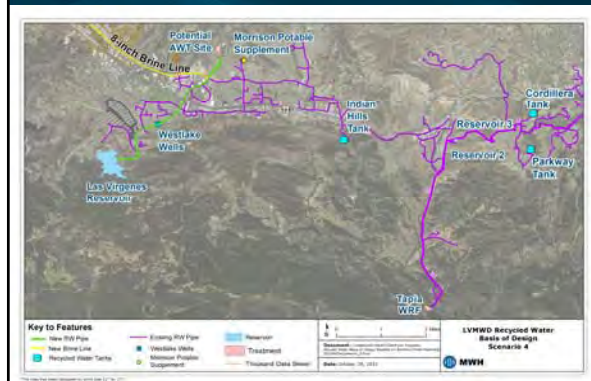 8-inch Brine Line
Potential
AWT Site
Morrison Potable
Supplement
Cordillera
Tank
Indian
Hills
Tank
Reservoir 3
Westlake
Wells
Reservoir 2
Parkway
Tank
Las Virgenes
Reservoir
Tapia
WRF
Key to Features
New RW Pipe
New Brine Line
Recycled Water Tanks
Existing RW Pipe
Westlake Wells
Morrison Potable
Supplement
Reservoir
Treatment
LVMWD Recycled Water
Basis of Design
Scenario 4
MWH